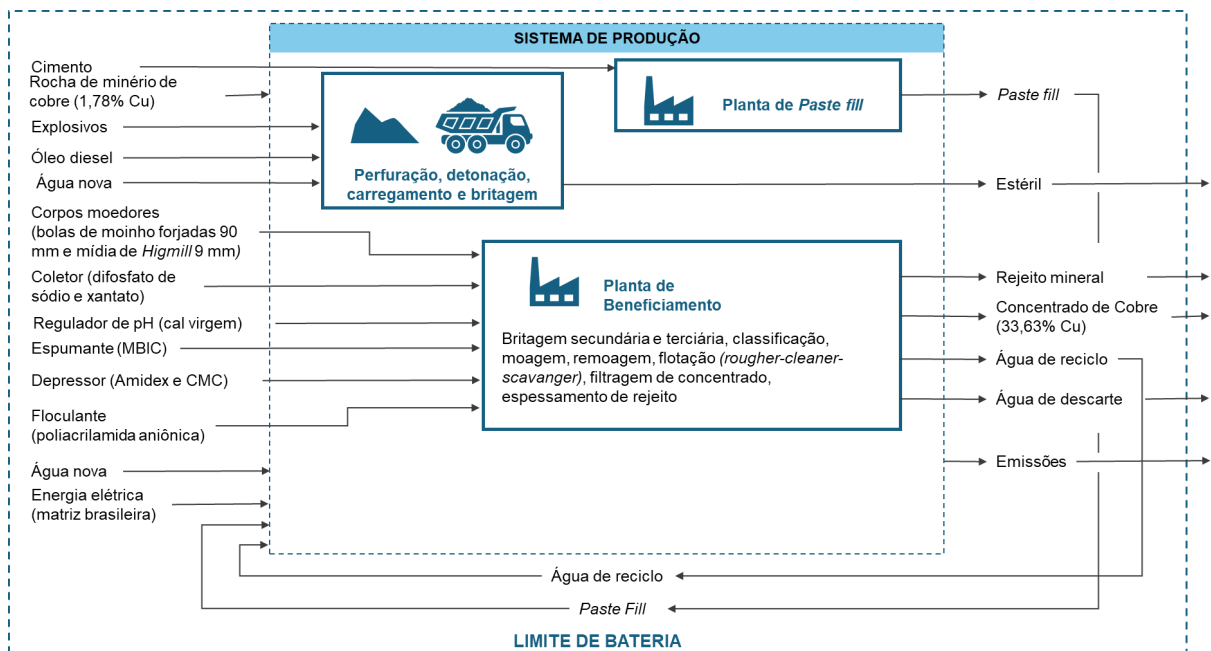 SISTEMA DE PRODUÇÃO
Cimento
Rocha de minério de
cobre (1,78% Cu)
Explosivos
Óleo diesel
Água nova
Planta de Paste fill
Perfuração, detonação,
carregamento e britagem
Paste fill
Estéril
Corpos moedores
(bolas de moinho forjadas 90
mm e mídia de Higmill 9 mm)
Coletor (difosfato de
sódio e xantato)
Regulador de pH (cal virgem)
Espumante (MBIC)
Depressor (Amidex e CMC)
Floculante
(poliacrilamida aniônica)
Água nova
Energia elétrica
(matriz brasileira)
Planta de
Beneficiamento
Britagem secundária e terciária, classificação,
moagem, remoagem, flotação (rougher-cleaner-
scavanger), filtragem de concentrado,
espessamento de rejeito
Rejeito mineral
Concentrado de Cobre
(33,63% Cu)
Água de reciclo
Água de descarte
Emissões
Água de reciclo
Paste Fill
LIMITE DE BATERIA